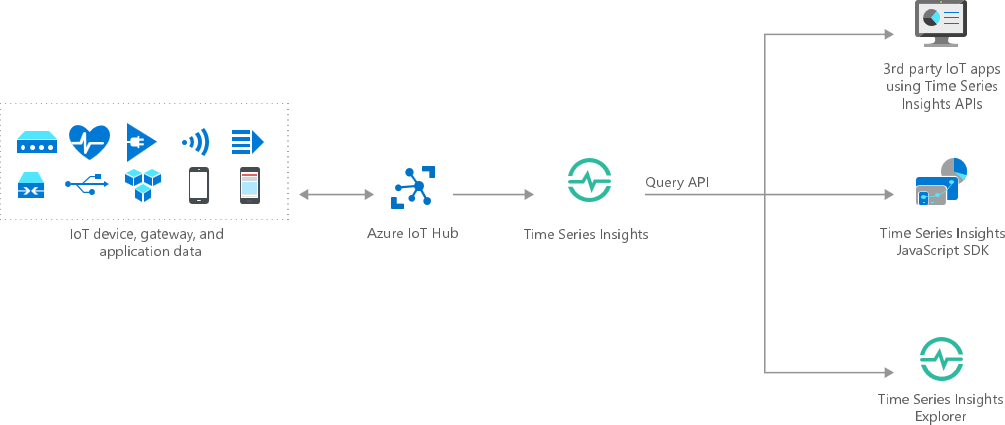 3rd party IoT apps
using Time Series
Insights APIs
Query API
IoT device, gateway, and
application data
Azure IoT Hub
Time Series Insights
Time Series Insights
JavaScript SDK
Time Series Insights
Explorer